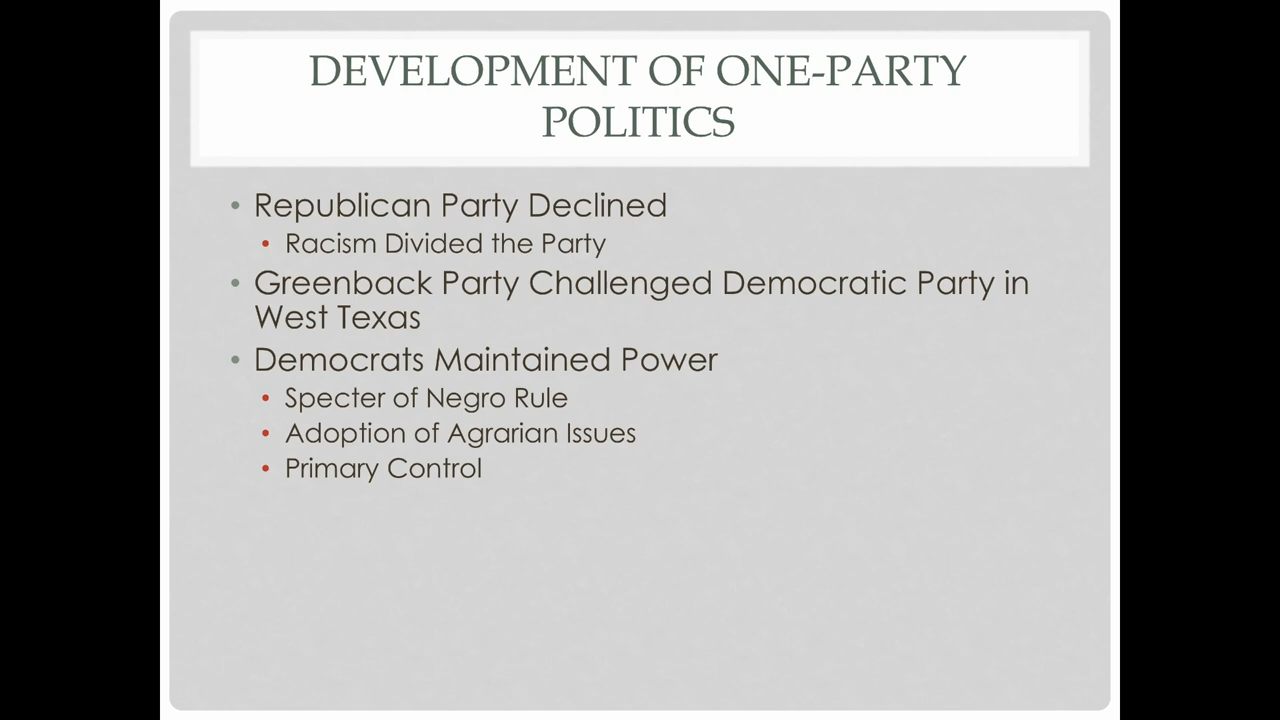 DEVELOPMENT OF ONE-PARTY
POLITICS
• Republican Party Declined
• Racism Divided the Party
• Greenback Party Challenged Democratic Party in
West Texas
• Democrats Maintained Power
• Specter of Negro Rule
• Adoption of Agrarian Issues
• Primary Control